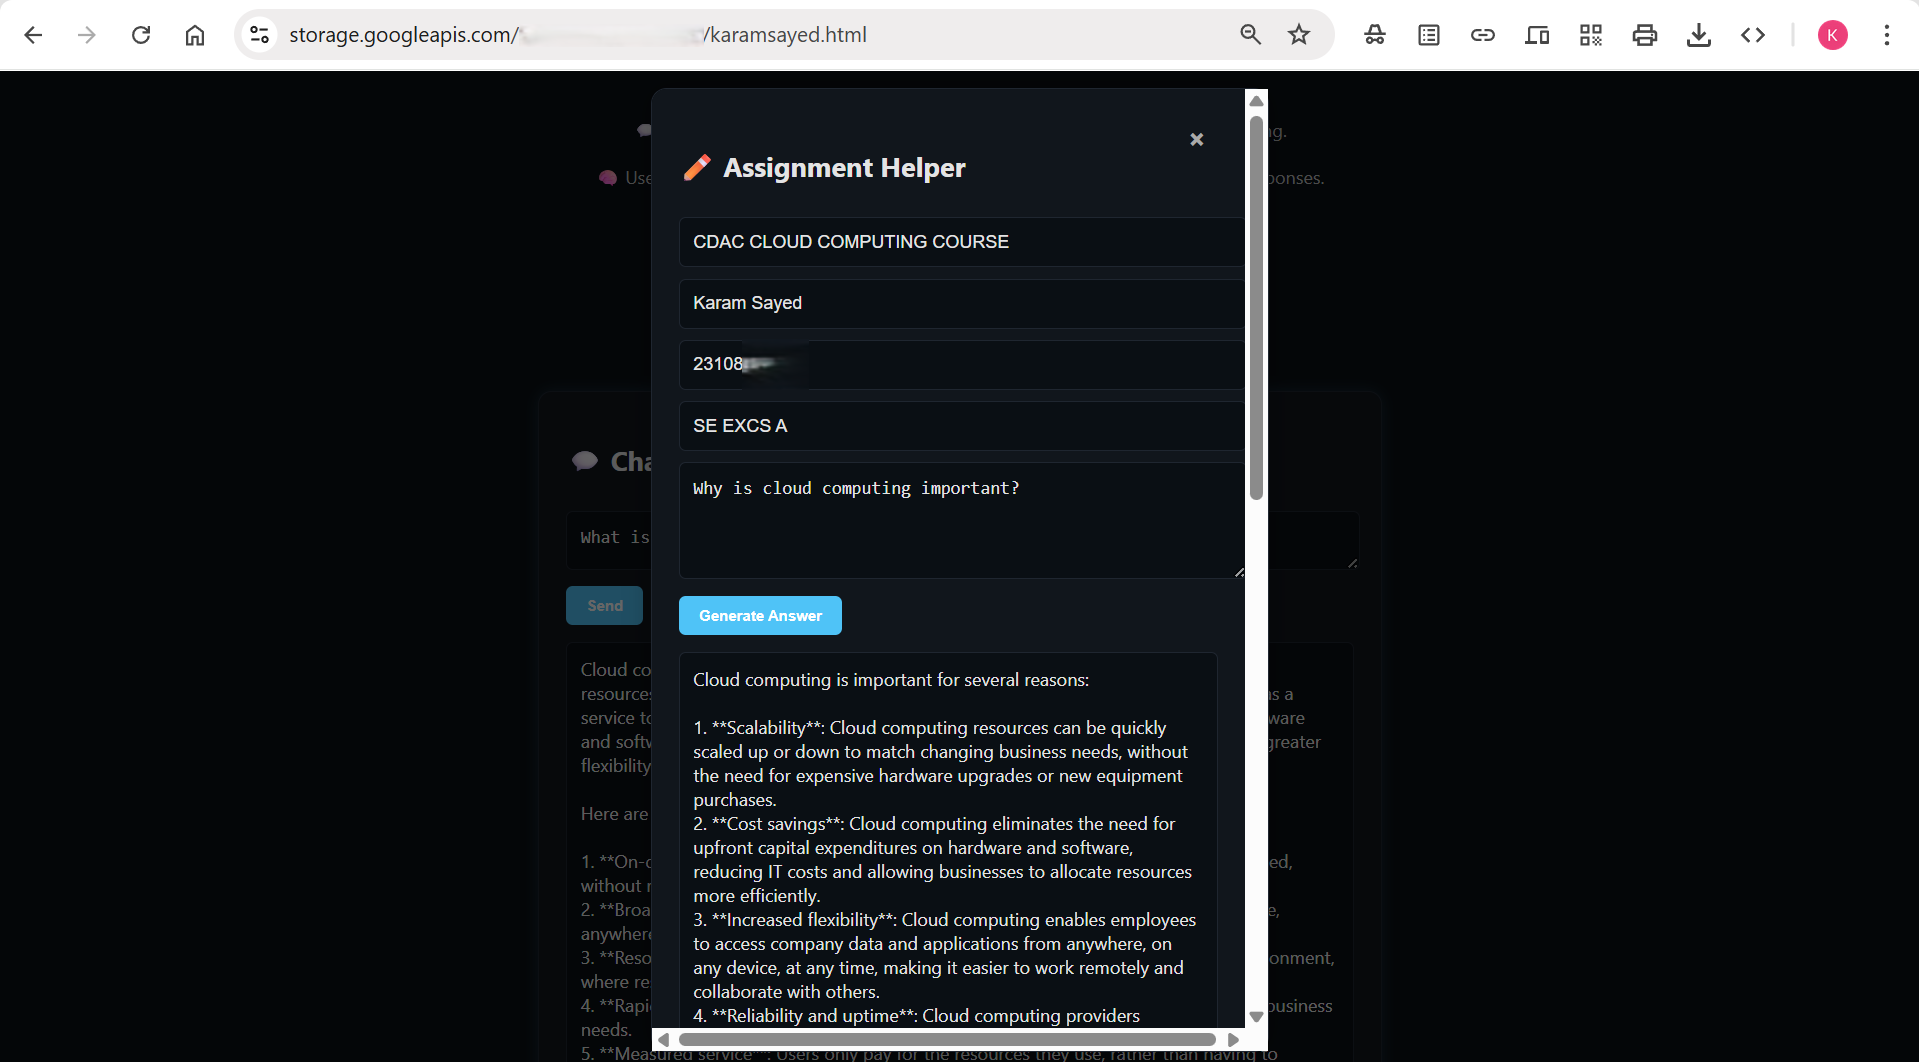 storage.googleapis.com/
/karamsayed.html
K
ng.
Use
ponses.
×
Assignment Helper
CDAC CLOUD COMPUTING COURSE
Karam Sayed
23108
SE EXCS A
Why is cloud computing important?
Generate Answer
Cloud computing is important for several reasons:
1. **Scalability**: Cloud computing resources can be quickly
scaled up or down to match changing business needs, without
the need for expensive hardware upgrades or new equipment
purchases.
2. **Cost savings**: Cloud computing eliminates the need for
upfront capital expenditures on hardware and software,
reducing IT costs and allowing businesses to allocate resources
more efficiently.
3. **Increased flexibility**: Cloud computing enables employees
to access company data and applications from anywhere, on
any device, at any time, making it easier to work remotely and
collaborate with others.
4. **Reliability and uptime**: Cloud computing providers
Cha
What is
Send
Cloud co
resources
as a
service to
ware
and softw
greater
flexibility
Here are
1. **On-d
ed,
without r
2. **Broa
e,
anywhere
3. **Reso
onment,
where re
4. **Rapi
business
needs.
5. **Measured service**: Users only pay for the resources they use, rather than having to